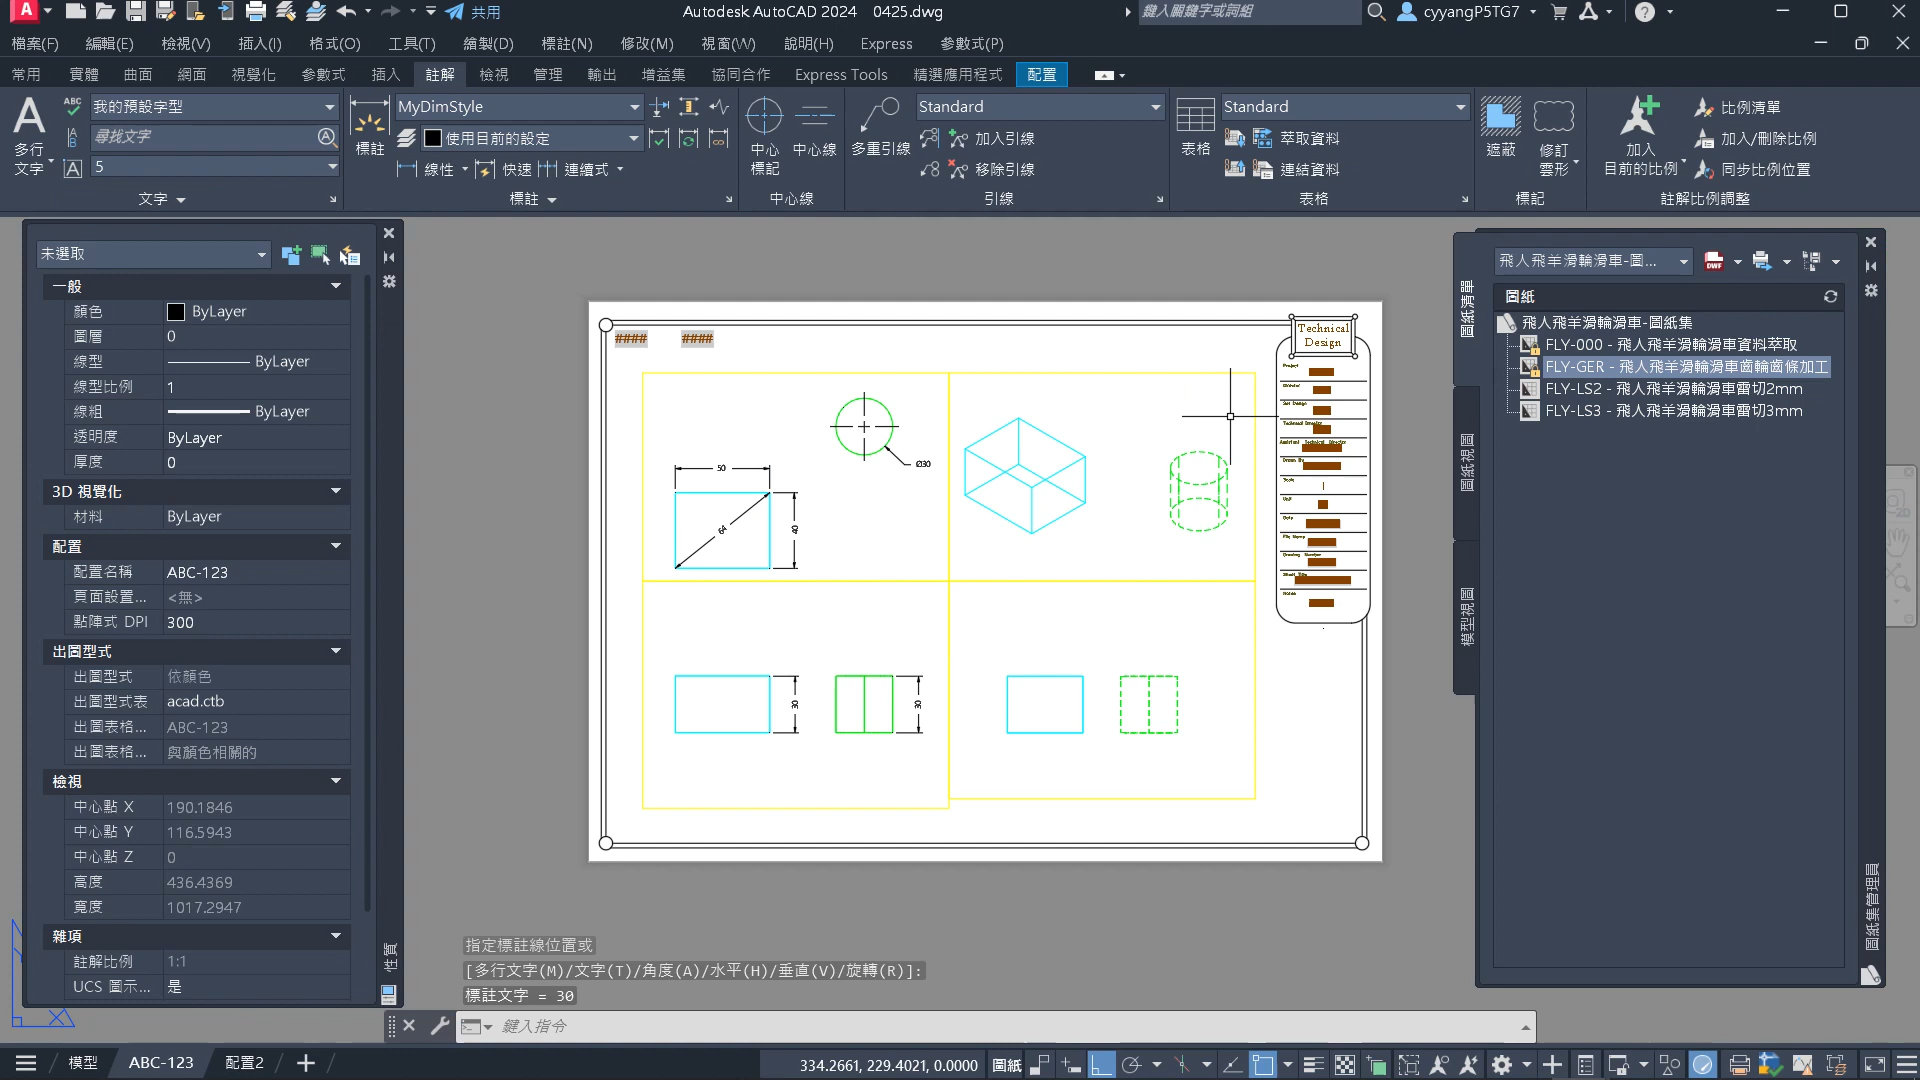 共用
Autodesk AutoCAD 2024 0425.dwg
鍵入關鍵字或詞組
cyyangP5TG7
檔案(F) 編輯(E) 檢視(V) 插入(I) 格式(O) 工具(T) 繪製(D) 標註(N) 修改(M) 視窗(W) 說明(H) Express 參數式(P)
常用 實體 曲面 網面 視覺化 參數式 插入 註解 檢視 管理 輸出 增益集 協同合作 Express Tools 精選應用程式 配置
多行
文字
我的預設字型
尋找文字
5
文字
標註
MyDimStyle
使用目前的設定
線性 快速 連續式
標註
中心
標記
中心線
中心線
多重引線
Standard
加入引線
移除引線
引線
表格
Standard
萃取資料
連結資料
表格
遮蔽
修訂
雲形
標記
加入
目前的比例
比例清單
加入/刪除比例
同步比例位置
註解比例調整
未選取
一般
顏色 ByLayer
圖層 0
線型 ByLayer
線型比例 1
線粗 ByLayer
透明度 ByLayer
厚度 0
3D 視覺化
材料 ByLayer
配置
配置名稱 ABC-123
頁面設置... <無>
點陣式 DPI 300
出圖型式
出圖型式 依顏色
出圖型式表 acad.ctb
出圖表格... ABC-123
出圖表格... 與顏色相關的
檢視
中心點 X 190.1846
中心點 Y 116.5943
中心點 Z 0
高度 436.4369
寬度 1017.2947
雜項
註解比例 1:1
UCS 圖示... 是
性質
#### ####
Technical
Design
Ø30
50
64
40
30
30
飛人飛羊滑輪滑車-圖...
圖紙
飛人飛羊滑輪滑車-圖紙集
FLY-000 - 飛人飛羊滑輪滑車資料萃取
FLY-GER - 飛人飛羊滑輪滑車齒輪齒條加工
FLY-LS2 - 飛人飛羊滑輪滑車雷切2mm
FLY-LS3 - 飛人飛羊滑輪滑車雷切3mm
圖紙清單
圖紙視圖
模型視圖
圖紙集管理員
指定標註線位置或
[多行文字(M)/文字(T)/角度(A)/水平(H)/垂直(V)/旋轉(R)]:
標註文字 = 30
鍵入指令
模型 ABC-123 配置2
334.2661, 229.4021, 0.0000 圖紙